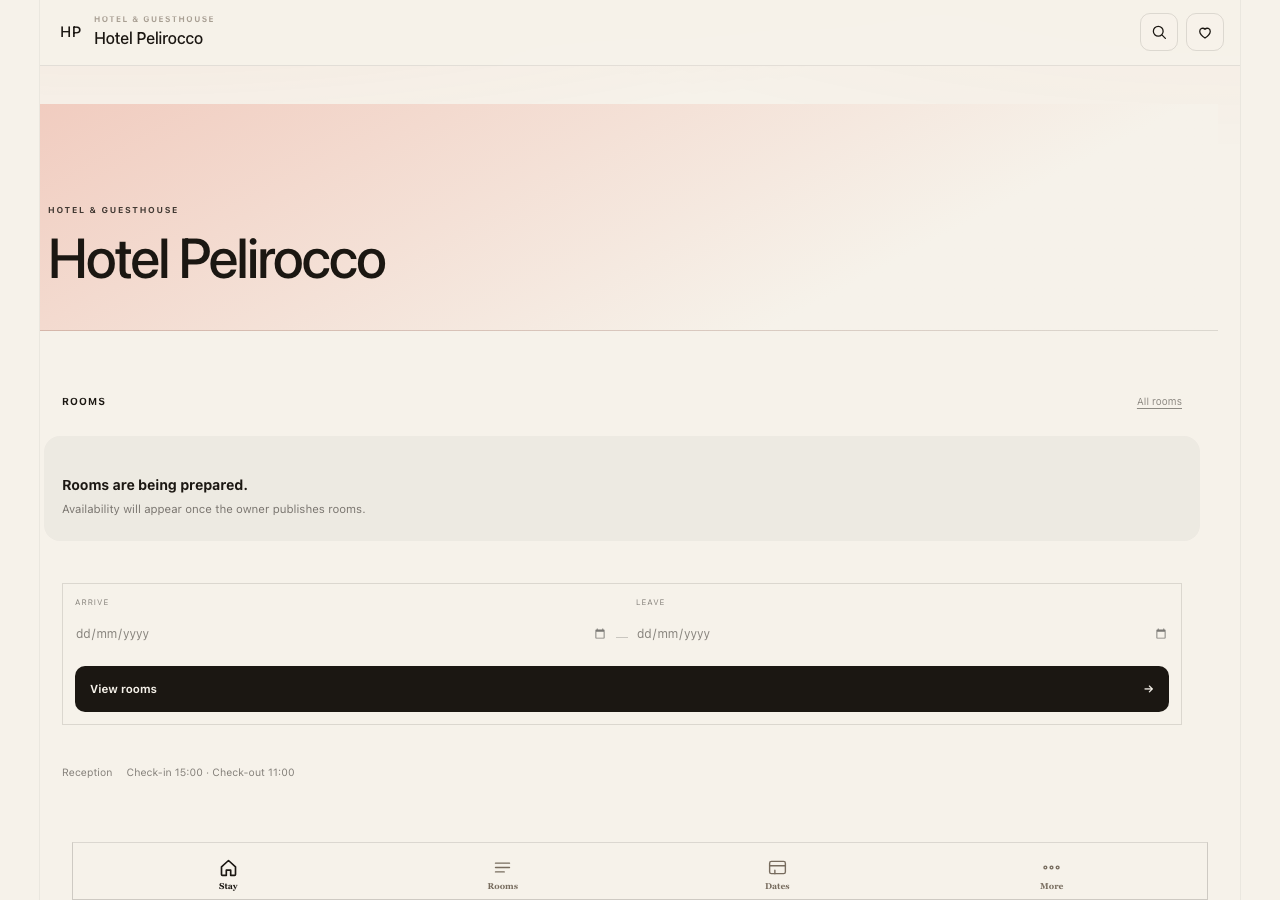 HP
HOTEL & GUESTHOUSE
Hotel Pelirocco
HOTEL & GUESTHOUSE
Hotel Pelirocco
ROOMS
All rooms
Rooms are being prepared.
Availability will appear once the owner publishes rooms.
ARRIVE
LEAVE
dd/mm/yyyy
—
dd/mm/yyyy
View rooms →
Reception Check-in 15:00 · Check-out 11:00
Stay
Rooms
Dates
More